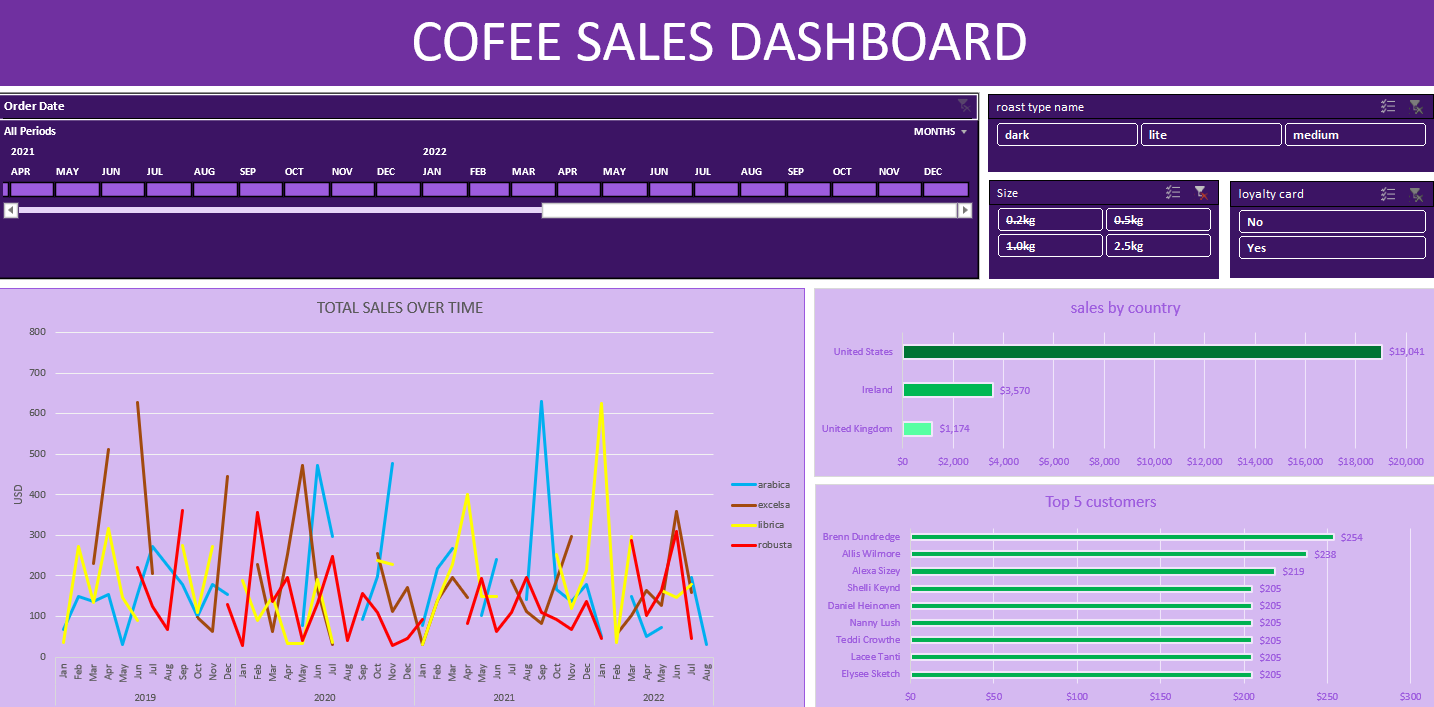 COFEE SALES DASHBOARD
Order Date
All Periods
MONTHS
2021 2022
APR MAY JUN JUL AUG SEP OCT NOV DEC JAN FEB MAR APR MAY JUN JUL AUG SEP OCT NOV DEC
roast type name
dark lite medium
Size
0.2kg 0.5kg
1.0kg 2.5kg
loyalty card
No
Yes
TOTAL SALES OVER TIME
800
700
600
500
400
300
200
100
0
USD
Jan Feb Mar Apr May Jun Jul Aug Sep Oct Nov Dec Jan Feb Mar Apr May Jun Jul Aug Sep Oct Nov Dec Jan Feb Mar Apr May Jun Jul Aug Sep Oct Nov Dec Jan Feb Mar Apr May Jun Jul Aug
2019 2020 2021 2022
arabica
excelsa
librica
robusta
sales by country
United States $19,041
Ireland $3,570
United Kingdom $1,174
$0 $2,000 $4,000 $6,000 $8,000 $10,000 $12,000 $14,000 $16,000 $18,000 $20,000
Top 5 customers
Brenn Dundredge $254
Allis Wilmore $238
Alexa Sizey $219
Shelli Keynd $205
Daniel Heinonen $205
Nanny Lush $205
Teddi Crowthe $205
Lacee Tanti $205
Elysee Sketch $205
$0 $50 $100 $150 $200 $250 $300